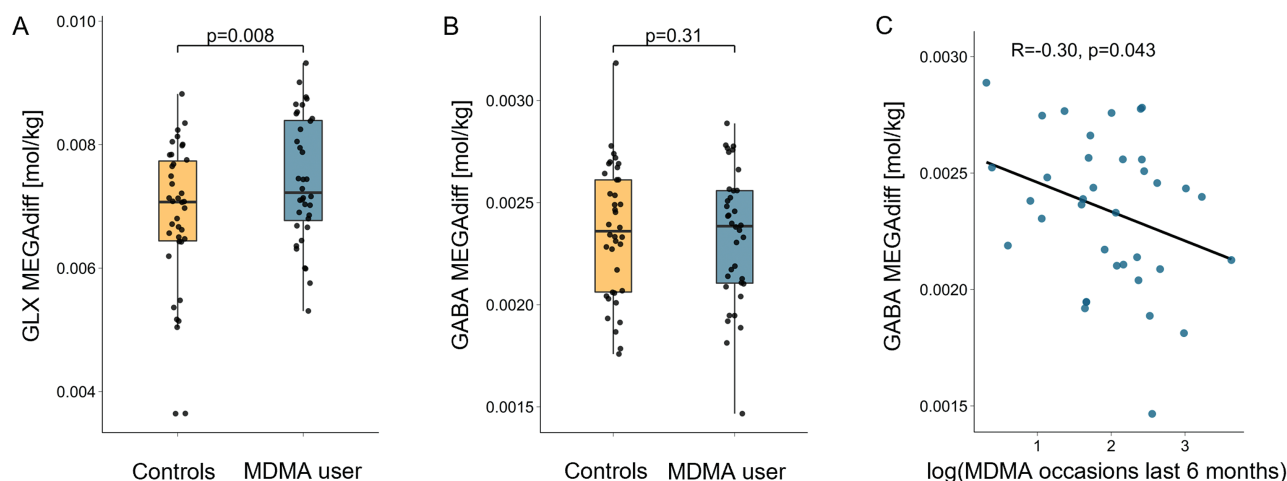 A
GLX MEGAdiff [mol/kg]
0.010
0.008
0.006
0.004
p=0.008
Controls
MDMA user
B
GABA MEGAdiff [mol/kg]
0.0030
0.0025
0.0020
0.0015
p=0.31
Controls
MDMA user
C
GABA MEGAdiff [mol/kg]
0.0030
0.0025
0.0020
0.0015
R=-0.30, p=0.043
1
2
3
log(MDMA occasions last 6 months)